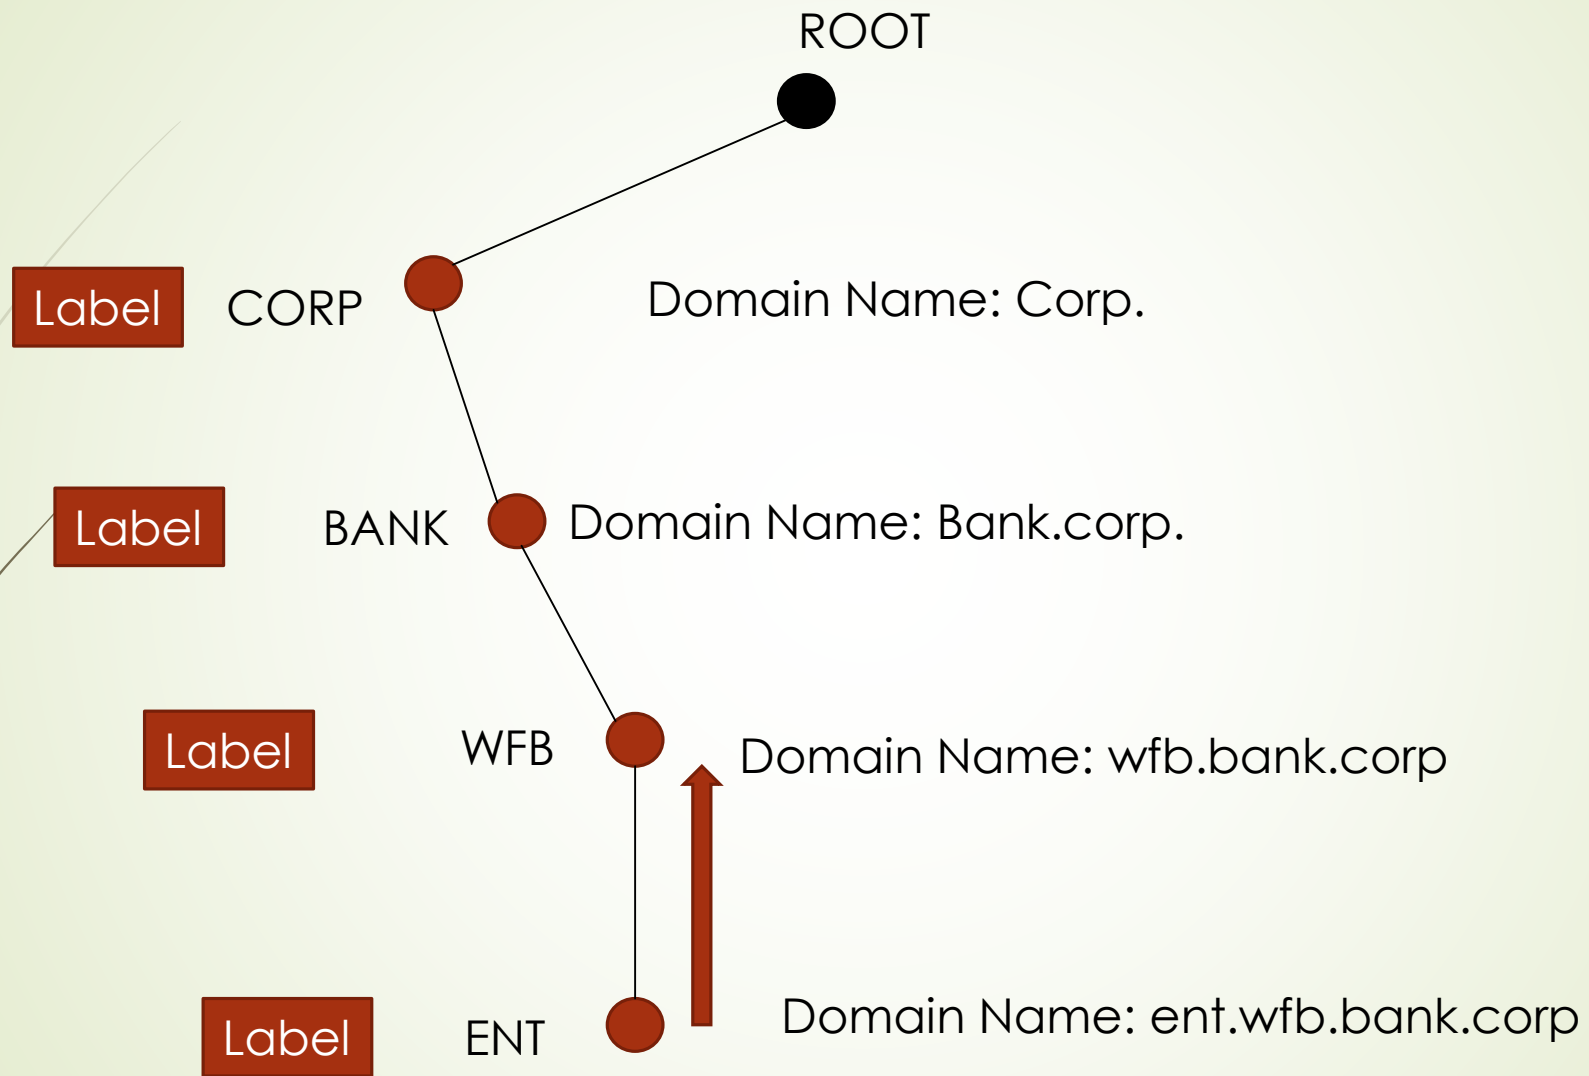 ROOT
Label CORP Domain Name: Corp.
Label BANK Domain Name: Bank.corp.
Label WFB Domain Name: wfb.bank.corp
Label ENT Domain Name: ent.wfb.bank.corp